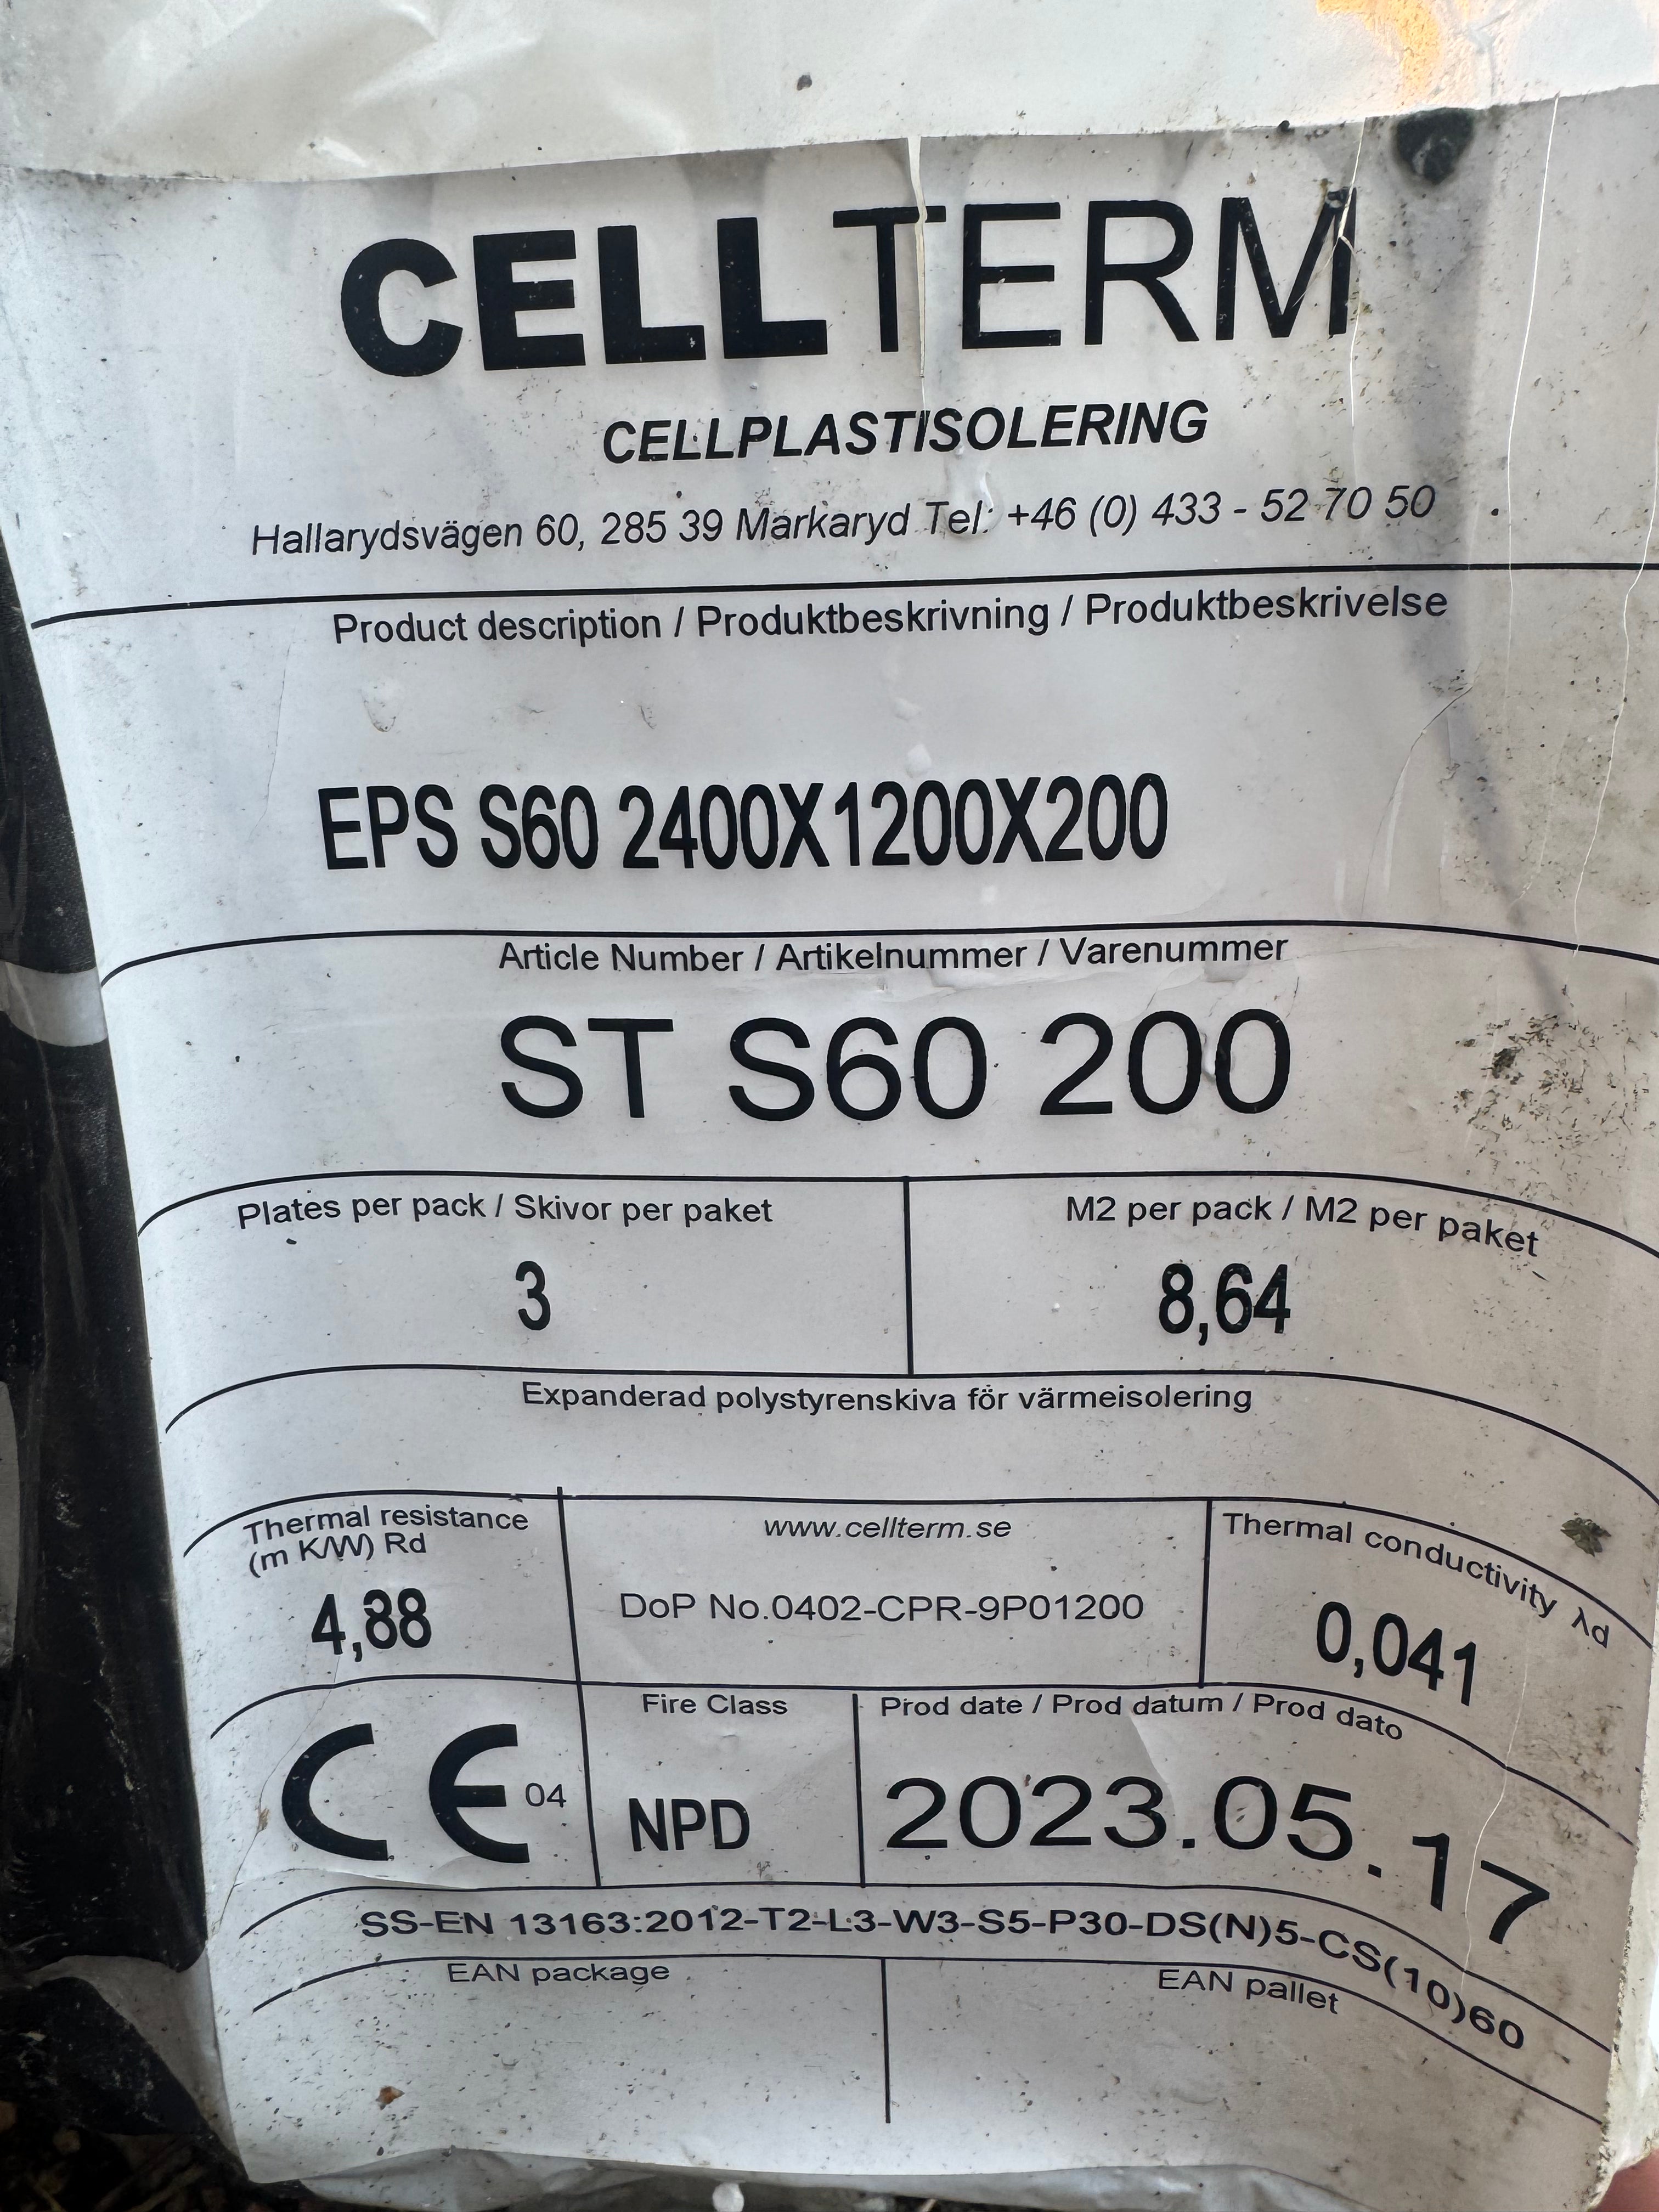 CELLTERM
CELLPLASTISOLERING
Hallarydsvägen 60, 285 39 Markaryd Tel: +46 (0) 433 - 52 70 50
Product description / Produktbeskrivning / Produktbeskrivelse
EPS S60 2400X1200X200
Article Number / Artikelnummer / Varenummer
ST S60 200
Plates per pack / Skivor per paket
3
M2 per pack / M2 per paket
8,64
Expanderad polystyrenskiva för värmeisolering
Thermal resistance
(m K/W) Rd
4,88
www.cellterm.se
DoP No.0402-CPR-9P01200
Thermal conductivity λd
0,041
CE 04
Fire Class
NPD
Prod date / Prod datum / Prod dato
2023.05.17
SS-EN 13163:2012-T2-L3-W3-S5-P30-DS(N)5-CS(10)60
EAN package
EAN pallet